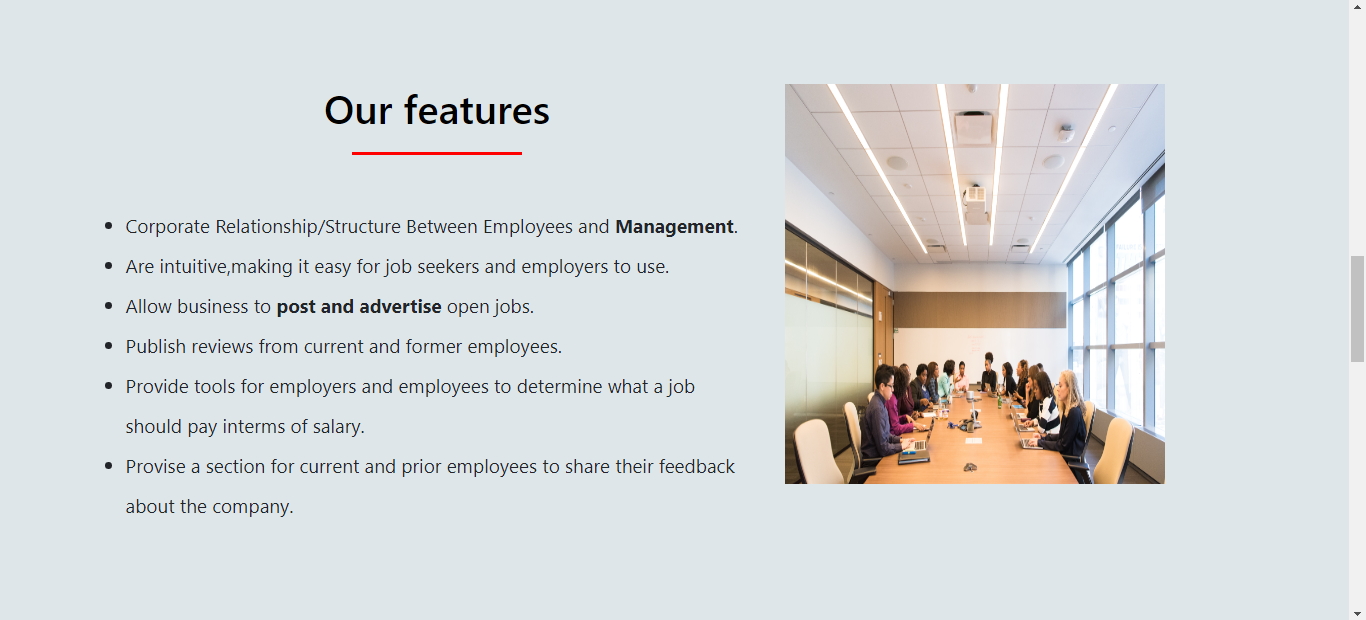 Our features
Corporate Relationship/Structure Between Employees and Management.
Are intuitive,making it easy for job seekers and employers to use.
Allow business to post and advertise open jobs.
Publish reviews from current and former employees.
Provide tools for employers and employees to determine what a job
should pay interms of salary.
Provise a section for current and prior employees to share their feedback
about the company.